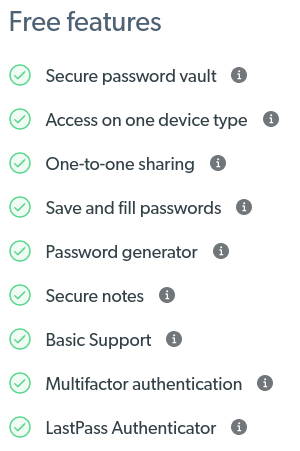 Free features
Secure password vault
Access on one device type
One-to-one sharing
Save and fill passwords
Password generator
Secure notes
Basic Support
Multifactor authentication
LastPass Authenticator